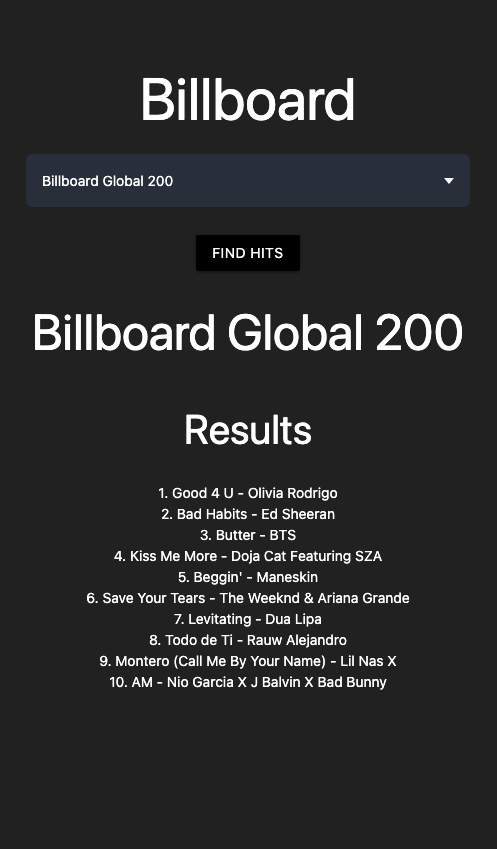 Billboard
Billboard Global 200
FIND HITS
Billboard Global 200
Results
1. Good 4 U - Olivia Rodrigo
2. Bad Habits - Ed Sheeran
3. Butter - BTS
4. Kiss Me More - Doja Cat Featuring SZA
5. Beggin' - Maneskin
6. Save Your Tears - The Weeknd & Ariana Grande
7. Levitating - Dua Lipa
8. Todo de Ti - Rauw Alejandro
9. Montero (Call Me By Your Name) - Lil Nas X
10. AM - Nio Garcia X J Balvin X Bad Bunny